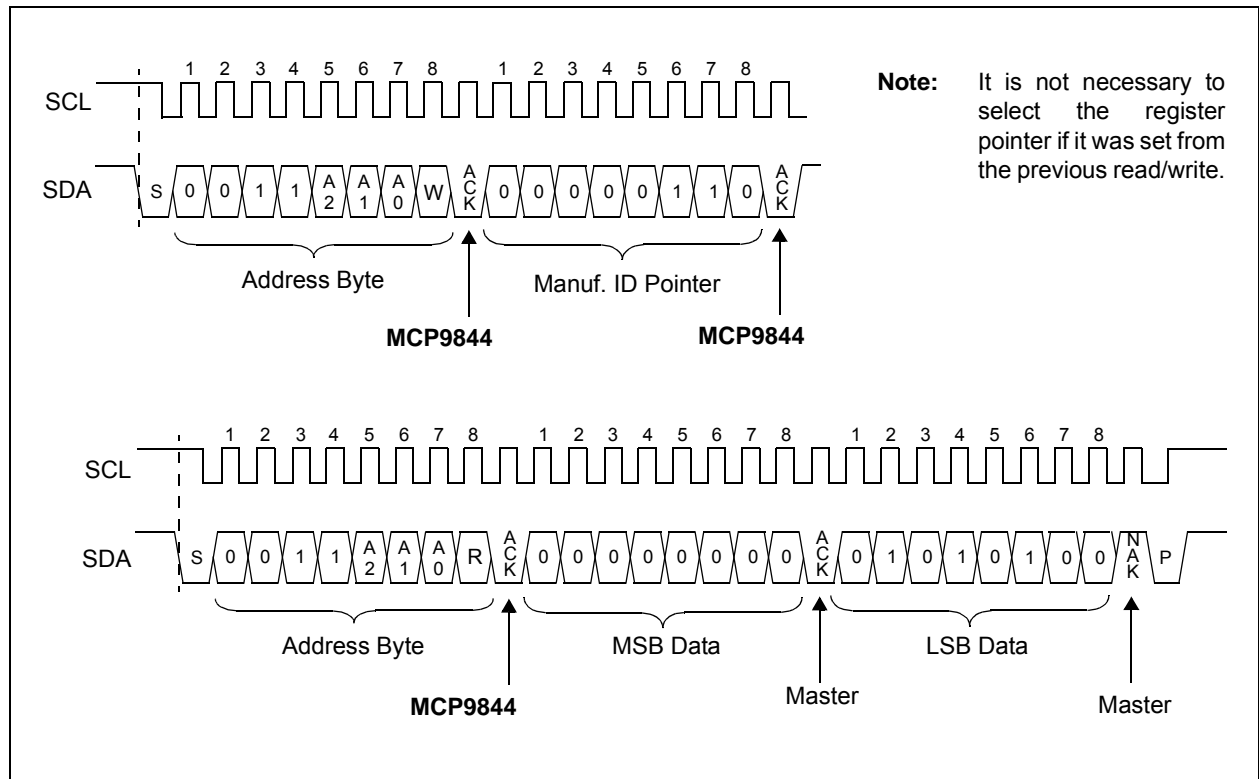 1 2 3 4 5 6 7 8 1 2 3 4 5 6 7 8
SCL
SDA
S 0 0 1 1 A2 A1 A0 W ACK 0 0 0 0 0 1 1 0 ACK
Address Byte
Manuf. ID Pointer
MCP9844
MCP9844
Note: It is not necessary to
select the register
pointer if it was set from
the previous read/write.
1 2 3 4 5 6 7 8 1 2 3 4 5 6 7 8 1 2 3 4 5 6 7 8
SCL
SDA
S 0 0 1 1 A2 A1 A0 R ACK 0 0 0 0 0 0 0 0 ACK 0 1 0 1 0 1 0 0 NAK P
Address Byte
MSB Data
LSB Data
MCP9844
Master
Master